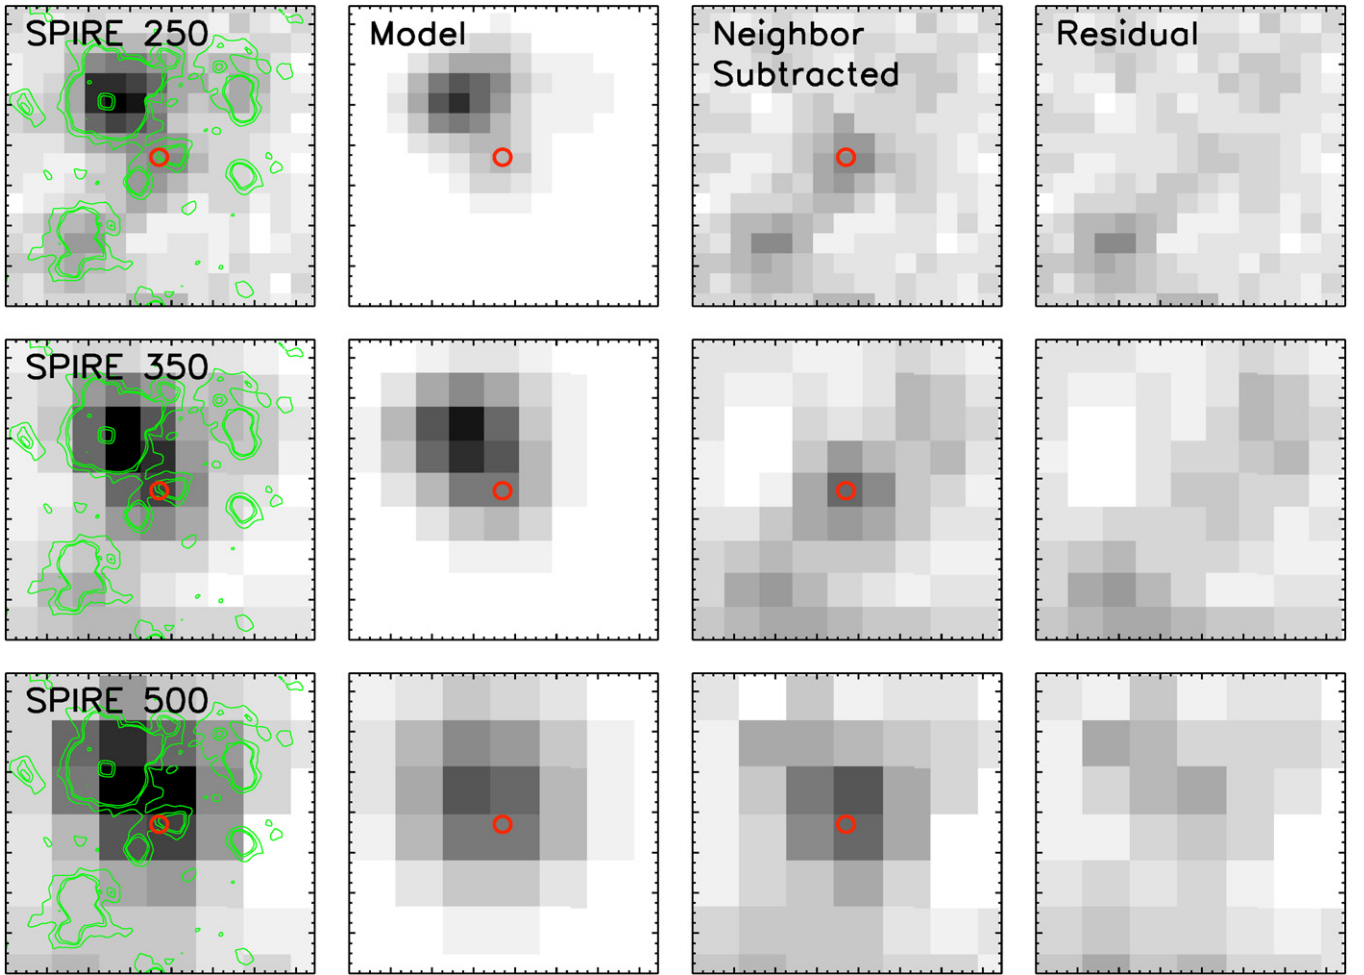 SPIRE 250
Model
Neighbor
Subtracted
Residual
SPIRE 350
SPIRE 500